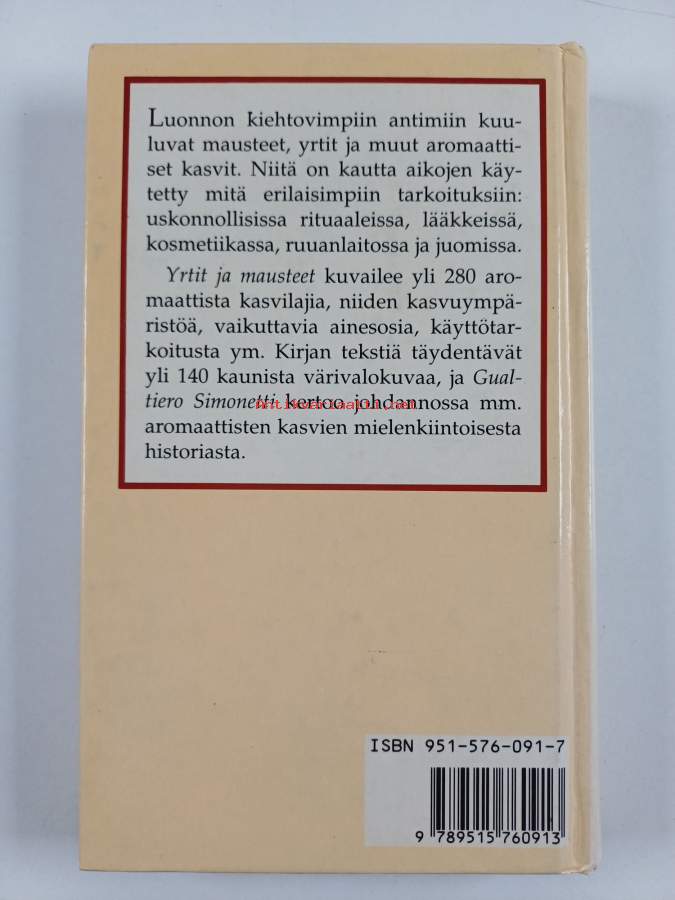 Luonnon kiehtovimpiin antimiin kuu-
luvat mausteet, yrtit ja muut aromaatti-
set kasvit. Niitä on kautta aikojen käy-
tetty mitä erilaisimpiin tarkoituksiin:
uskonnollisissa rituaaleissa, lääkkeissä,
kosmetiikassa, ruuanlaitossa ja juomissa.
Yrtit ja mausteet kuvailee yli 280 aro-
maattista kasvilajia, niiden kasvuympä-
ristöä, vaikuttavia ainesosia, käyttötar-
koitusta ym. Kirjan tekstiä täydentävät
yli 140 kaunista värivalokuvaa, ja Gual-
tiero Simonetti kertoo johdannossa mm.
antikvariaatti.net
aromaattisten kasvien mielenkiintoisesta
historiasta.
ISBN 951-576-091-7
9 789515 760913